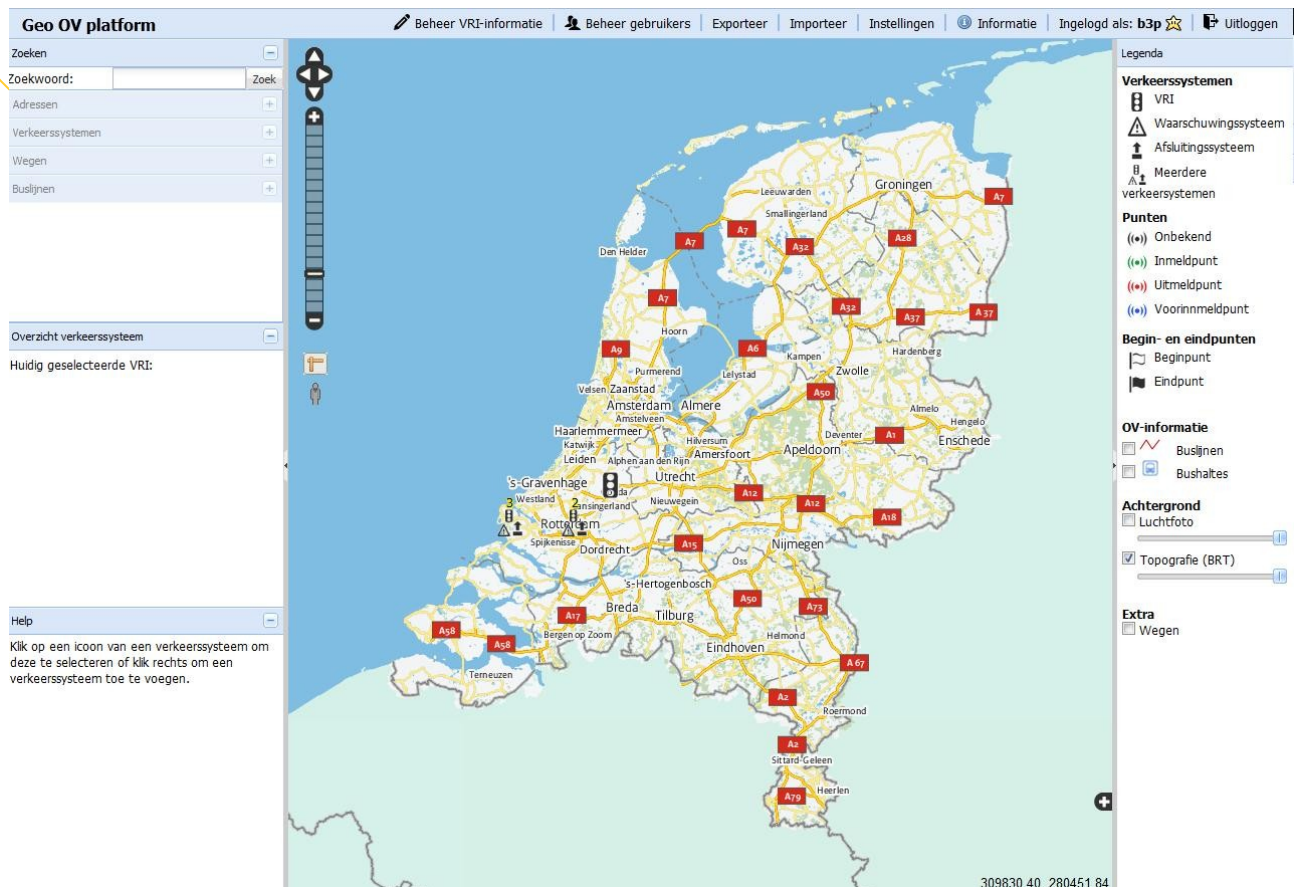 Geo OV platform
Beheer VRI-informatie
Beheer gebruikers
Exporteer
Importeer
Instellingen
Informatie
Ingelogd als: b3p
Uitloggen
Zoeken
Zoekwoord:
Zoek
Adressen
Verkeerssystemen
Wegen
Buslijnen
Overzicht verkeerssysteem
Huidig geselecteerde VRI:
Help
Klik op een icoon van een verkeerssysteem om
deze te selecteren of klik rechts om een
verkeerssysteem toe te voegen.
Groningen
Leeuwarden
A7
Smallingerland
A7
A28
A7
A32
Den Helder
A7
A32
A37
A 37
Hoorn
A9
A6
Kampen
Hardenberg
Purmerend
Lelystad
Zwolle
Velsen
Zaanstad
A50
Amsterdam
Almere
Almelo
Amstelveen
Hengelo
Haarlemmermeer
Deventer
A1
Enschede
Katwijk
Hilversum
Amersfoort
Apeldoorn
Leiden
Alphen aan den Rijn
Utrecht
's-Gravenhage
A12
Westland
Nieuwegein
A12
3
2
ansingerland
A18
Rotterdam
Spijkenisse
Dordrecht
A15
Nijmegen
Oss
's-Hertogenbosch
A50
A73
Breda
Tilburg
A17
A58
Bergen op Zoom
Helmond
A58
Eindhoven
A 67
Terneuzen
A2
Roermond
A2
Sittard-Geleen
A79
Heerlen
309830.40 280451.84
Legenda
Verkeerssystemen
VRI
Waarschuwingssysteem
Afsluitingssysteem
Meerdere
verkeersystemen
Punten
Onbekend
Inmeldpunt
Uitmeldpunt
Voorinnmeldpunt
Begin- en eindpunten
Beginpunt
Eindpunt
OV-informatie
Buslijnen
Bushaltes
Achtergrond
Luchtfoto
Topografie (BRT)
Extra
Wegen